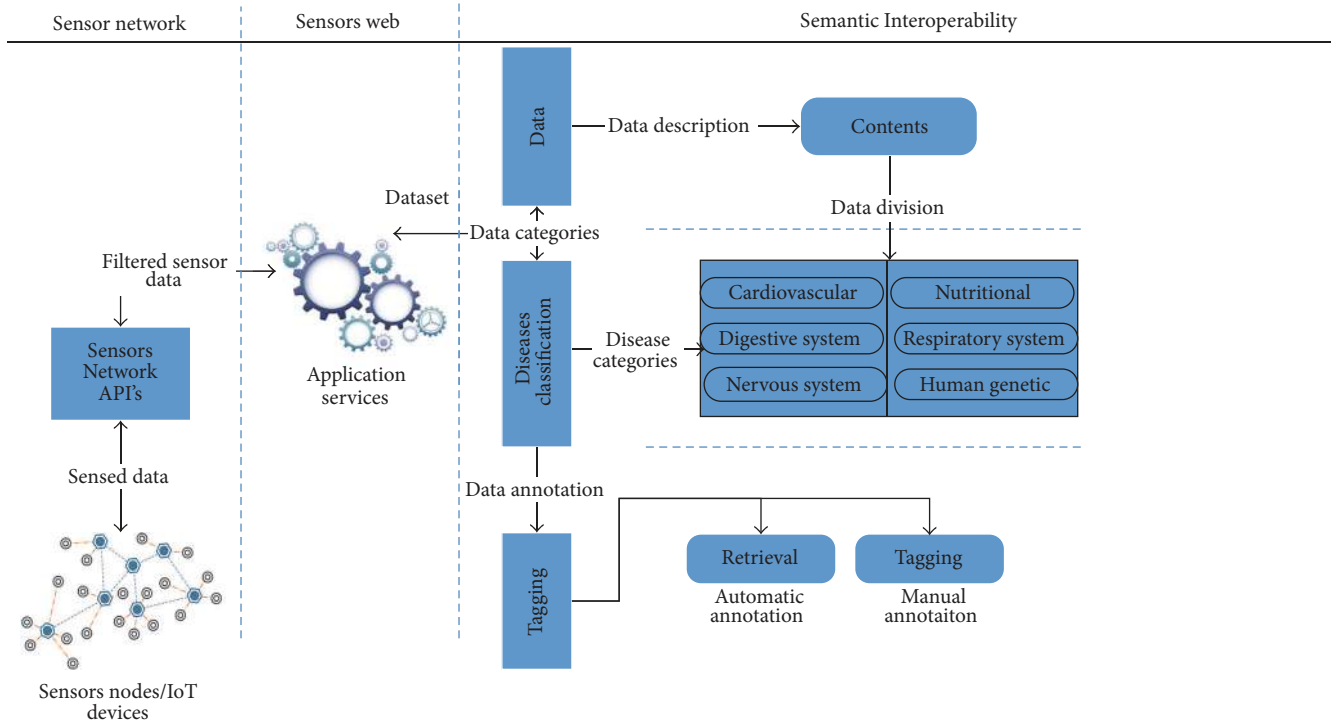 Sensor network
Sensors web
Semantic Interoperability
Data
Data description
Contents
Dataset
Data division
Data categories
Filtered sensor
data
Cardiovascular
Nutritional
Sensors
Network
API's
Diseases
classification
Disease
categories
Digestive system
Respiratory system
Application
services
Nervous system
Human genetic
Sensed data
Data annotation
Tagging
Retrieval
Tagging
Automatic
annotation
Manual
annotaiton
Sensors nodes/IoT
devices